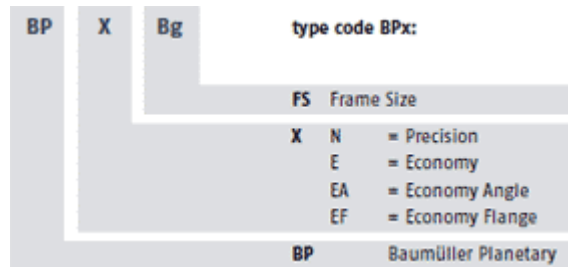 BP X Bg type code BPx:
FS Frame Size
X N = Precision
E = Economy
EA = Economy Angle
EF = Economy Flange
BP Baumüller Planetary